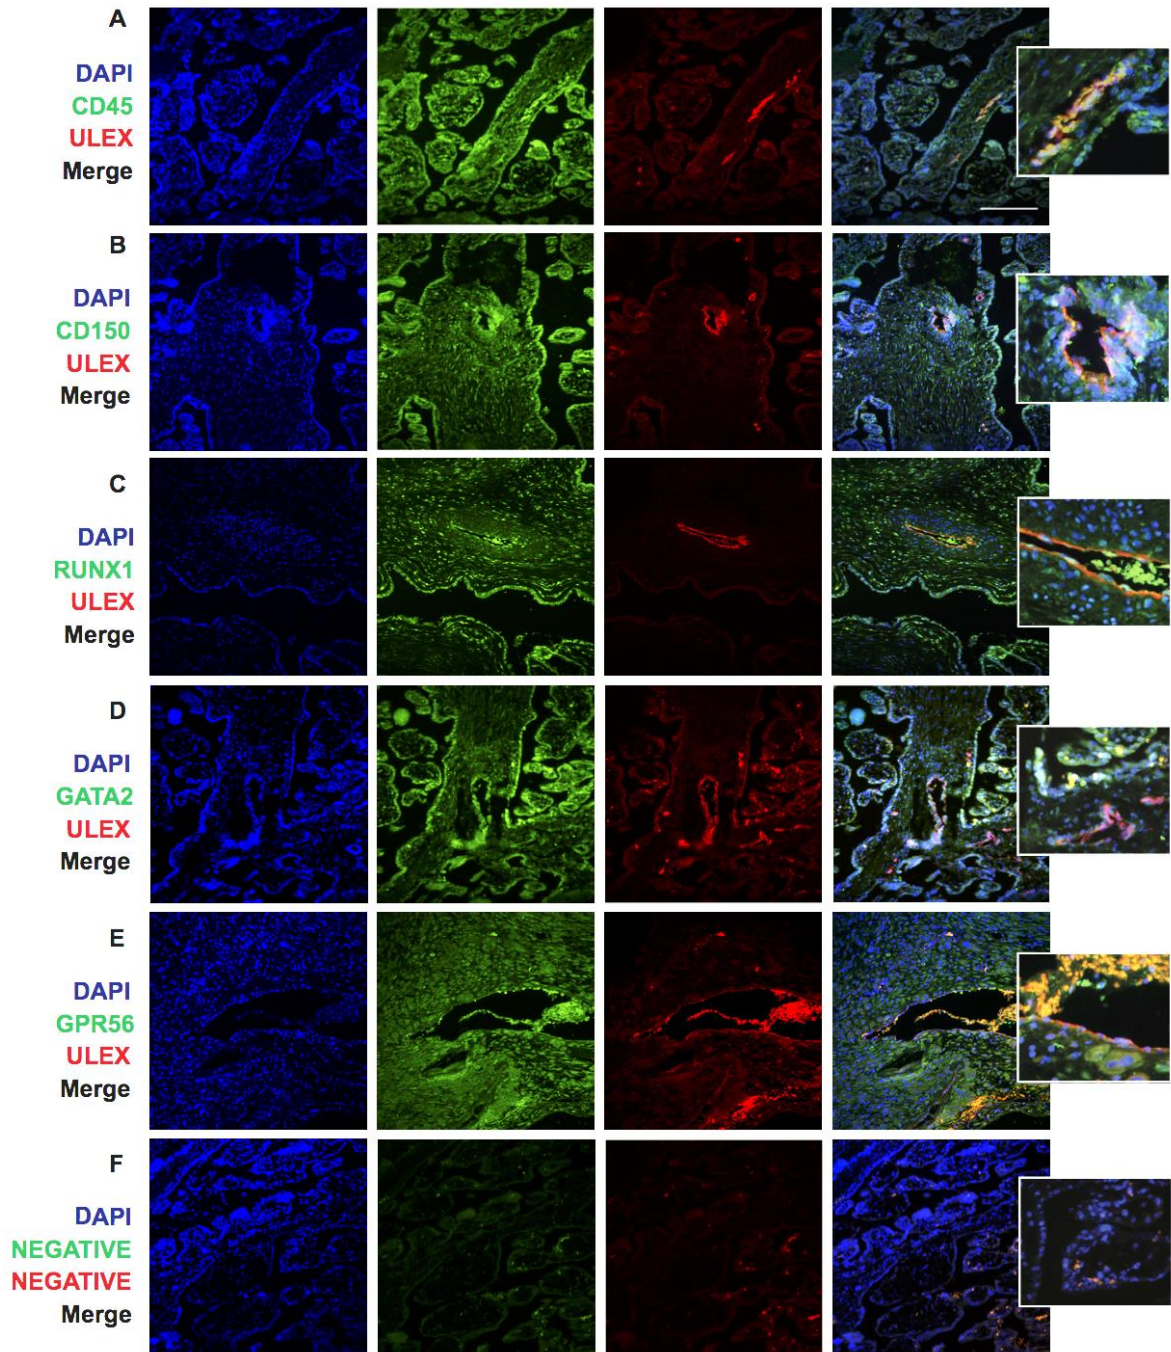 A
DAPI
CD45
ULEX
Merge
B
DAPI
CD150
ULEX
Merge
C
DAPI
RUNX1
ULEX
Merge
D
DAPI
GATA2
ULEX
Merge
E
DAPI
GPR56
ULEX
Merge
F
DAPI
NEGATIVE
NEGATIVE
Merge